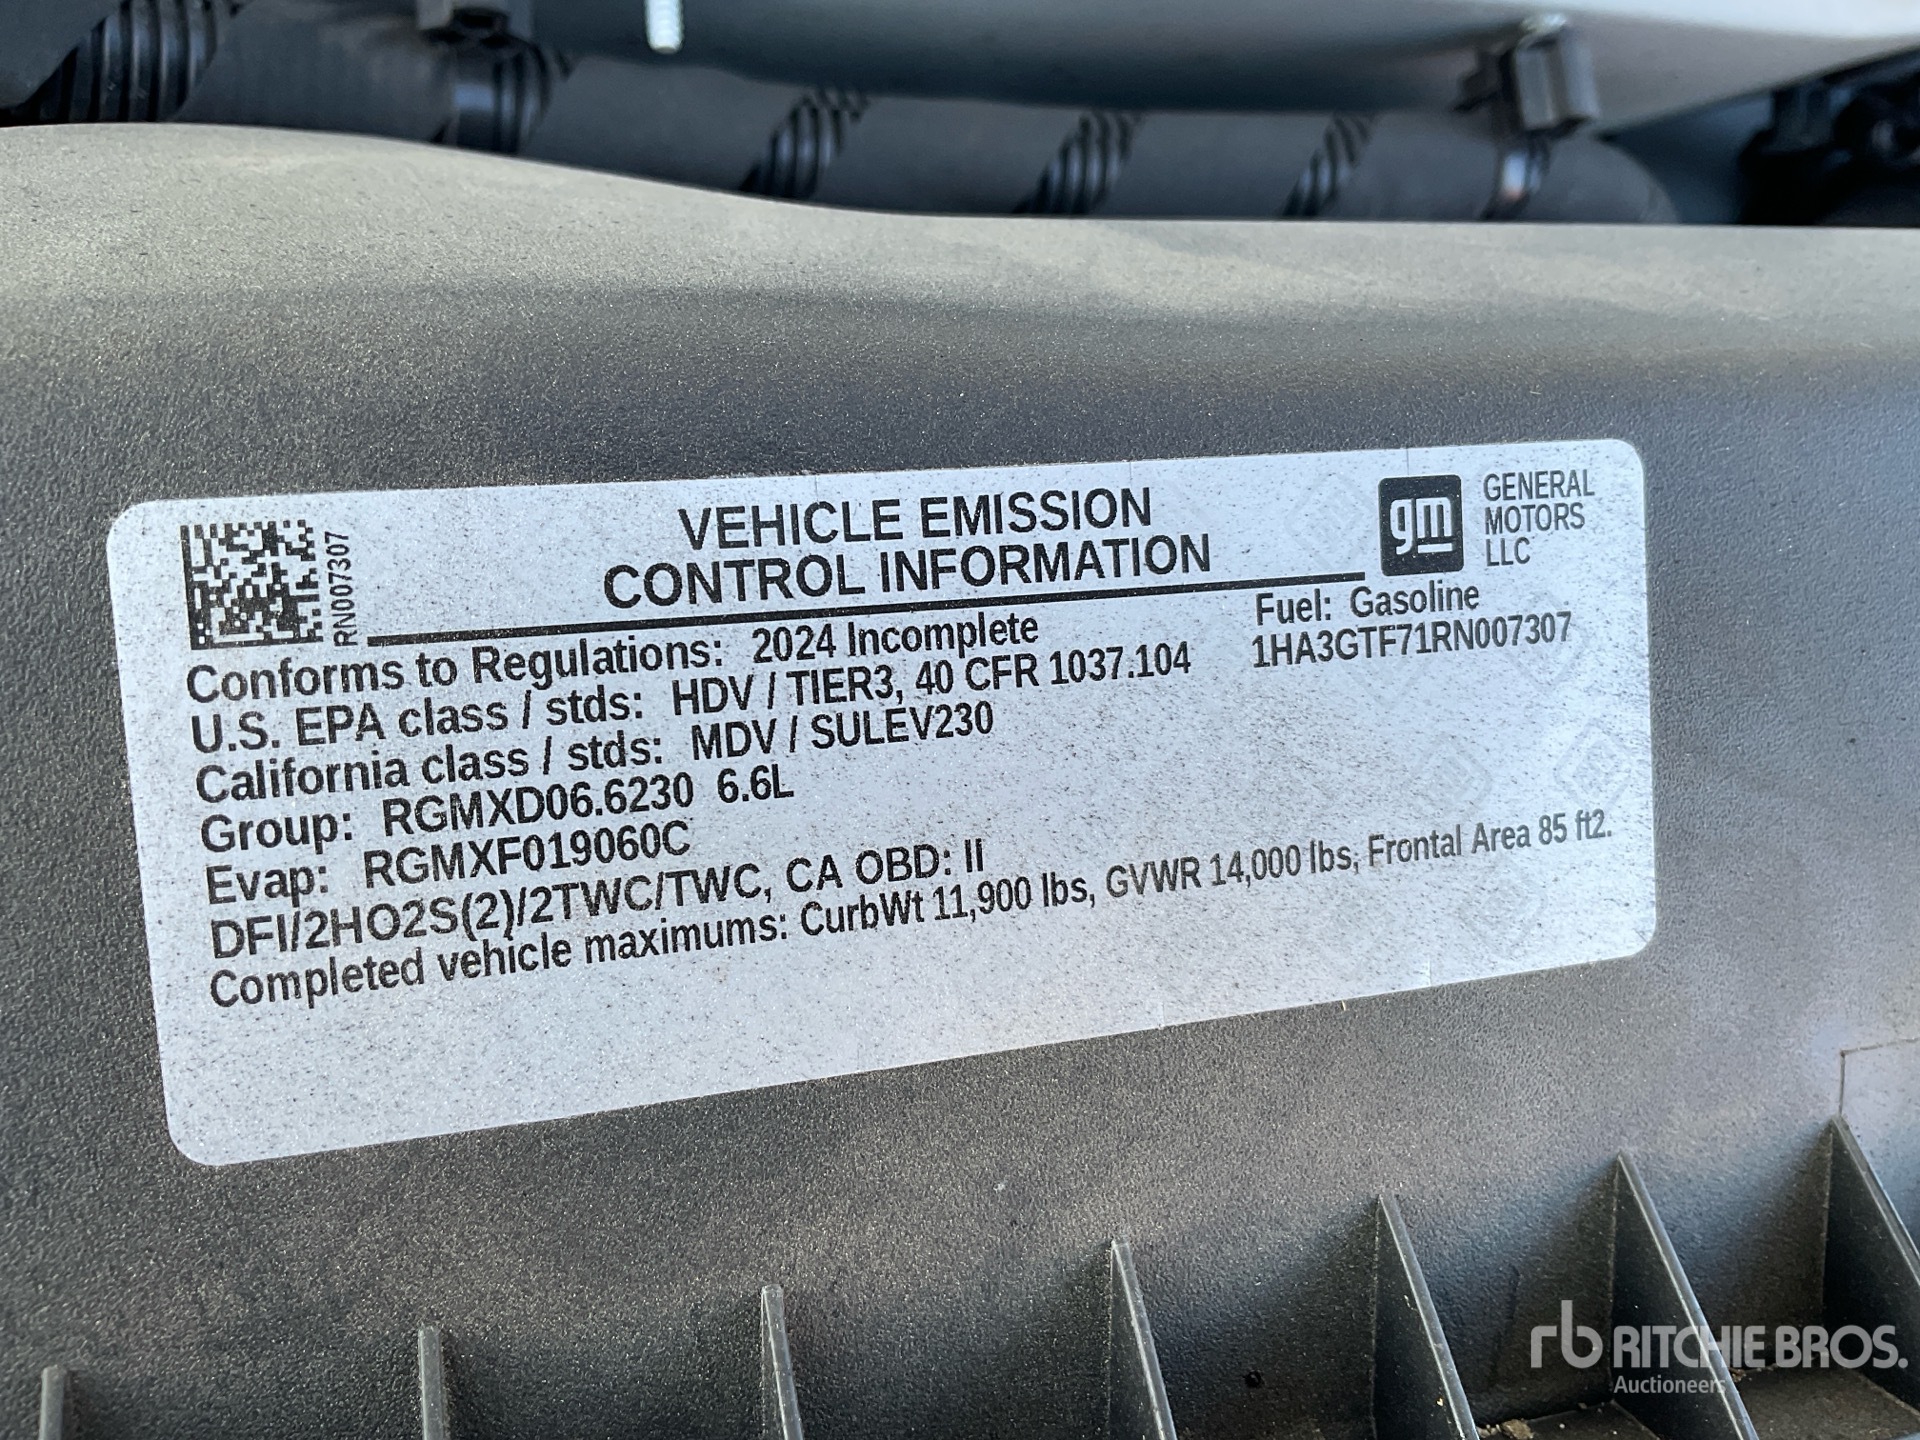 VEHICLE EMISSION
CONTROL INFORMATION
gm
GENERAL
MOTORS
LLC
RN007307
Conforms to Regulations: 2024 Incomplete
Fuel: Gasoline
U.S. EPA class / stds: HDV / TIER3, 40 CFR 1037.104
1HA3GTF71RN007307
California class / stds: MDV / SULEV230
Group: RGMXD06.6230 6.6L
Evap: RGMXF019060C
DFI/2HO2S(2)/2TWC/TWC, CA OBD: II
Completed vehicle maximums: CurbWt 11,900 lbs, GVWR 14,000 lbs, Frontal Area 85 ft2.
rb RITCHIE BROS.
Auctioneers